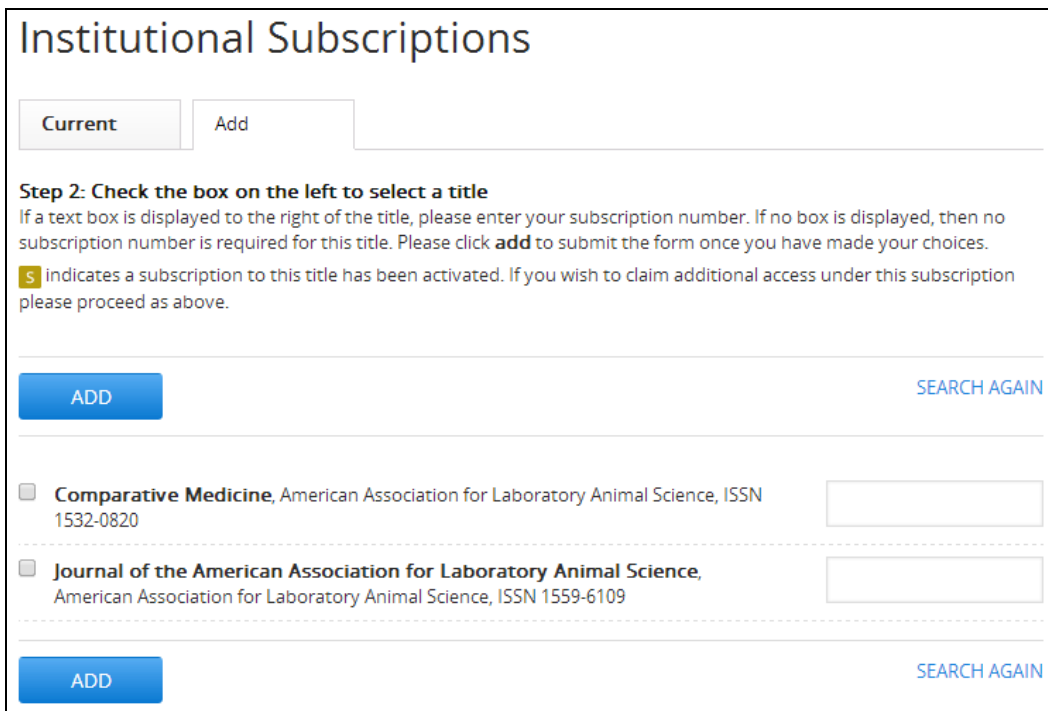 Institutional Subscriptions
Current
Add
Step 2: Check the box on the left to select a title
If a text box is displayed to the right of the title, please enter your subscription number. If no box is displayed, then no
subscription number is required for this title. Please click add to submit the form once you have made your choices.
S indicates a subscription to this title has been activated. If you wish to claim additional access under this subscription
please proceed as above.
ADD
SEARCH AGAIN
Comparative Medicine, American Association for Laboratory Animal Science, ISSN
1532-0820
Journal of the American Association for Laboratory Animal Science,
American Association for Laboratory Animal Science, ISSN 1559-6109
ADD
SEARCH AGAIN